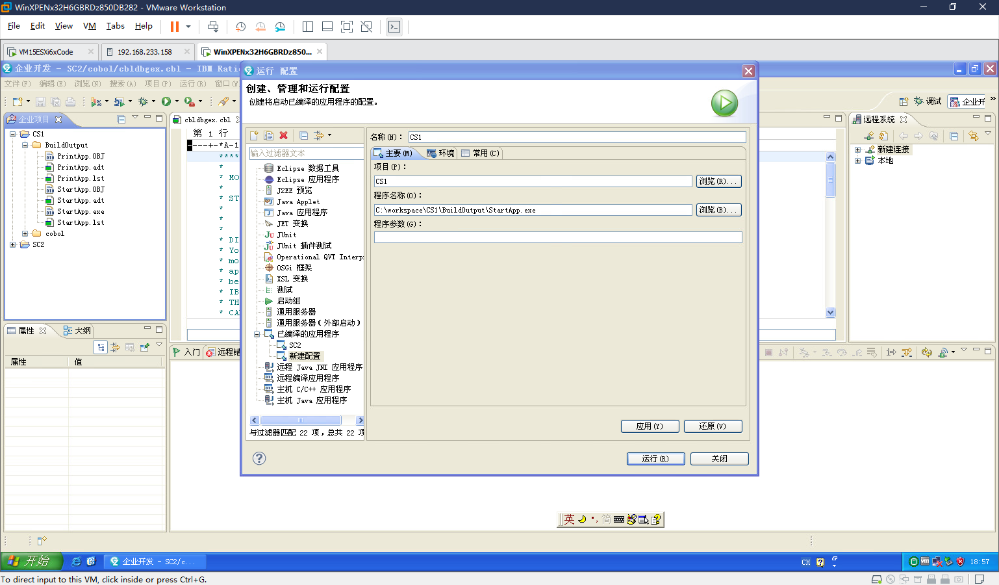 WinXPENx32H6GBRDz850DB282 - VMware Workstation
File Edit View VM Tabs Help
VM15ESXi6xCode
192.168.233.158
WinXPENx32H6GBRDz850...
企业开发 - SC2/cobol/cbldbgex.cbl - IBM Rati
文件(F) 编辑(E) 浏览(N) 搜索(A) 项目(P) 运行(R) 窗口(W
调试
企业开
企业项目
CS1
BuildOutput
PrintApp.OBJ
PrintApp.adt
PrintApp.lst
StartApp.OBJ
StartApp.adt
StartApp.exe
StartApp.lst
cobol
SC2
cbldbgex.cbl
第 1 行
----+-*A-1
****
*
* MO
*
* ST
*
*
*
* DI
* Yo
* mo
* ap
* be
* IB
* TH
* CA
运行 配置
创建、管理和运行配置
创建将启动已编译的应用程序的配置。
输入过滤器文本
Eclipse 数据工具
Eclipse 应用程序
J2EE 预览
Java Applet
Java 应用程序
JET 变换
JUnit
JUnit 插件测试
Operational QVT Interp
OSGi 框架
XSL 变换
测试
启动组
通用服务器
通用服务器(外部启动)
已编译的应用程序
SC2
新建配置
远程 Java JNI 应用程序
远程编译应用程序
主机 C/C++ 应用程序
主机 Java 应用程序
与过滤器匹配 22 项，总共 22 项
名称(N)：
CS1
主要(M)
环境
常用(C)
项目(P)：
CS1
浏览(R)...
程序名称(O)：
C:\workspace\CS1\BuildOutput\StartApp.exe
浏览(B)...
程序参数(G)：
应用(Y)
还原(V)
运行(R)
关闭
远程系统
新建连接
本地
属性
大纲
属性
值
入门
远程错
英
简
开始
企业开发 - SC2/c...
CH
18:57
To direct input to this VM, click inside or press Ctrl+G.